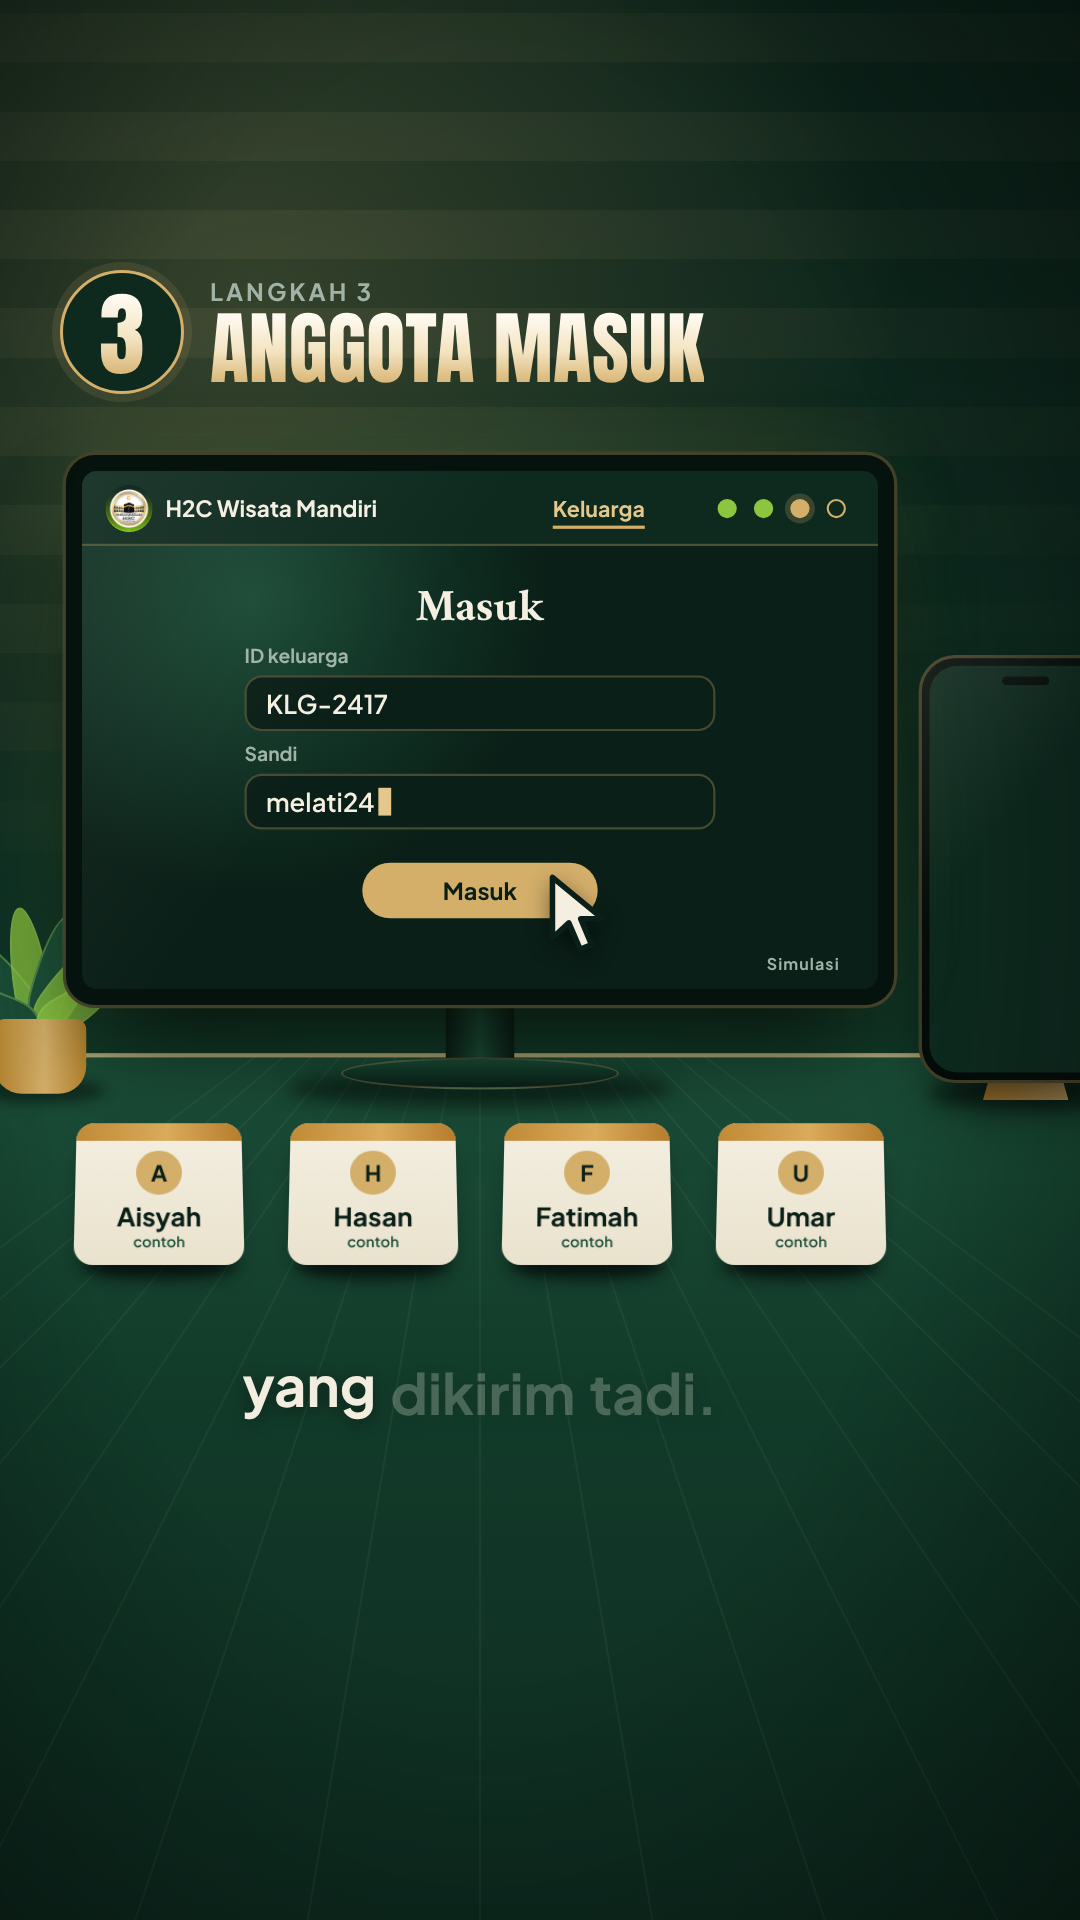 3
LANGKAH 3
ANGGOTA MASUK
H2C Wisata Mandiri
Keluarga
Masuk
ID keluarga
KLG-2417
Sandi
melati24
Masuk
Simulasi
A
Aisyah
contoh
H
Hasan
contoh
F
Fatimah
contoh
U
Umar
contoh
yang dikirim tadi.